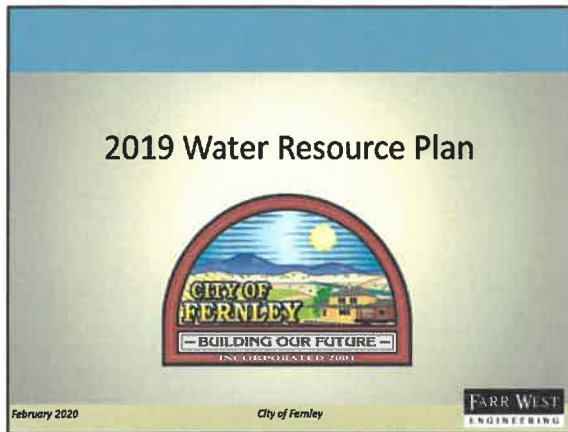 2019 Water Resource Plan
CITY OF
FERNLEY
– BUILDING OUR FUTURE –
INCORPORATED 2001
February 2020
City of Fernley
FARR WEST
ENGINEERING